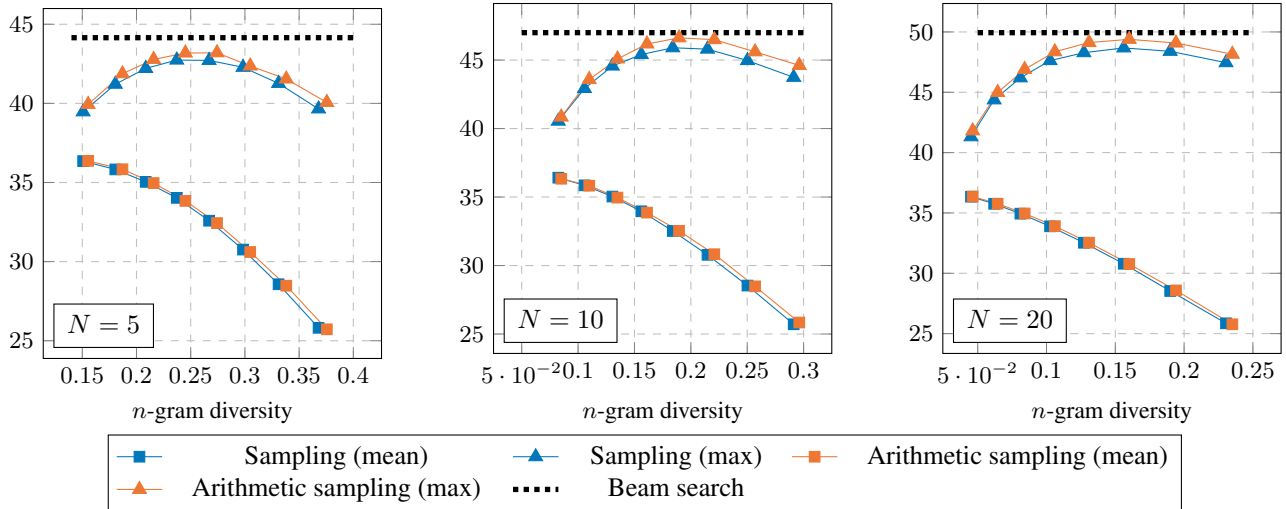 45
40
35
30
25
N = 5
0.15 0.2 0.25 0.3 0.35 0.4
n-gram diversity
45
40
35
30
25
N = 10
5 · 10−2 0.1 0.15 0.2 0.25 0.3
n-gram diversity
50
45
40
35
30
25
N = 20
5 · 10−2 0.1 0.15 0.2 0.25
n-gram diversity
Sampling (mean) Sampling (max) Arithmetic sampling (mean)
Arithmetic sampling (max) Beam search